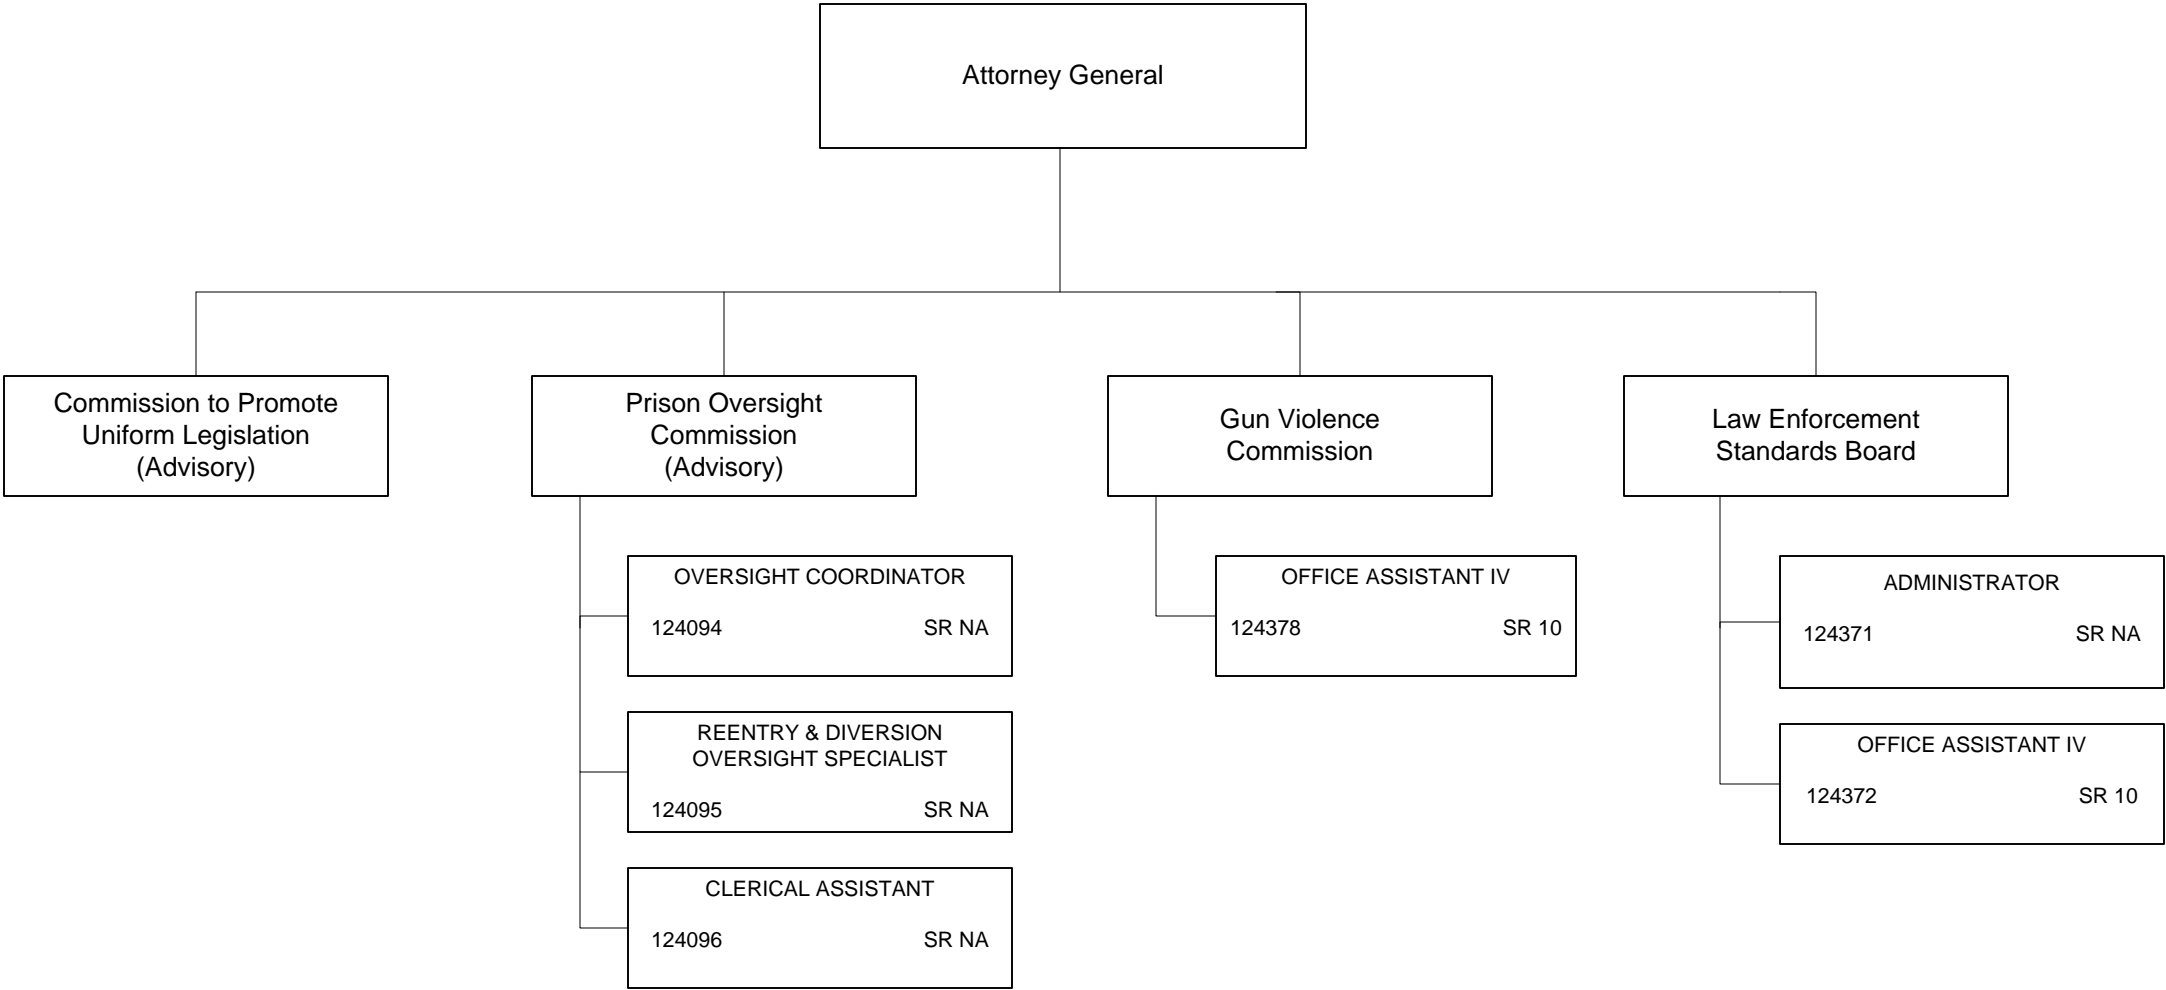 Attorney General
Commission to Promote
Uniform Legislation
(Advisory)
Prison Oversight
Commission
(Advisory)
Gun Violence
Commission
Law Enforcement
Standards Board
OVERSIGHT COORDINATOR
124094 SR NA
REENTRY & DIVERSION
OVERSIGHT SPECIALIST
124095 SR NA
CLERICAL ASSISTANT
124096 SR NA
OFFICE ASSISTANT IV
124378 SR 10
ADMINISTRATOR
124371 SR NA
OFFICE ASSISTANT IV
124372 SR 10